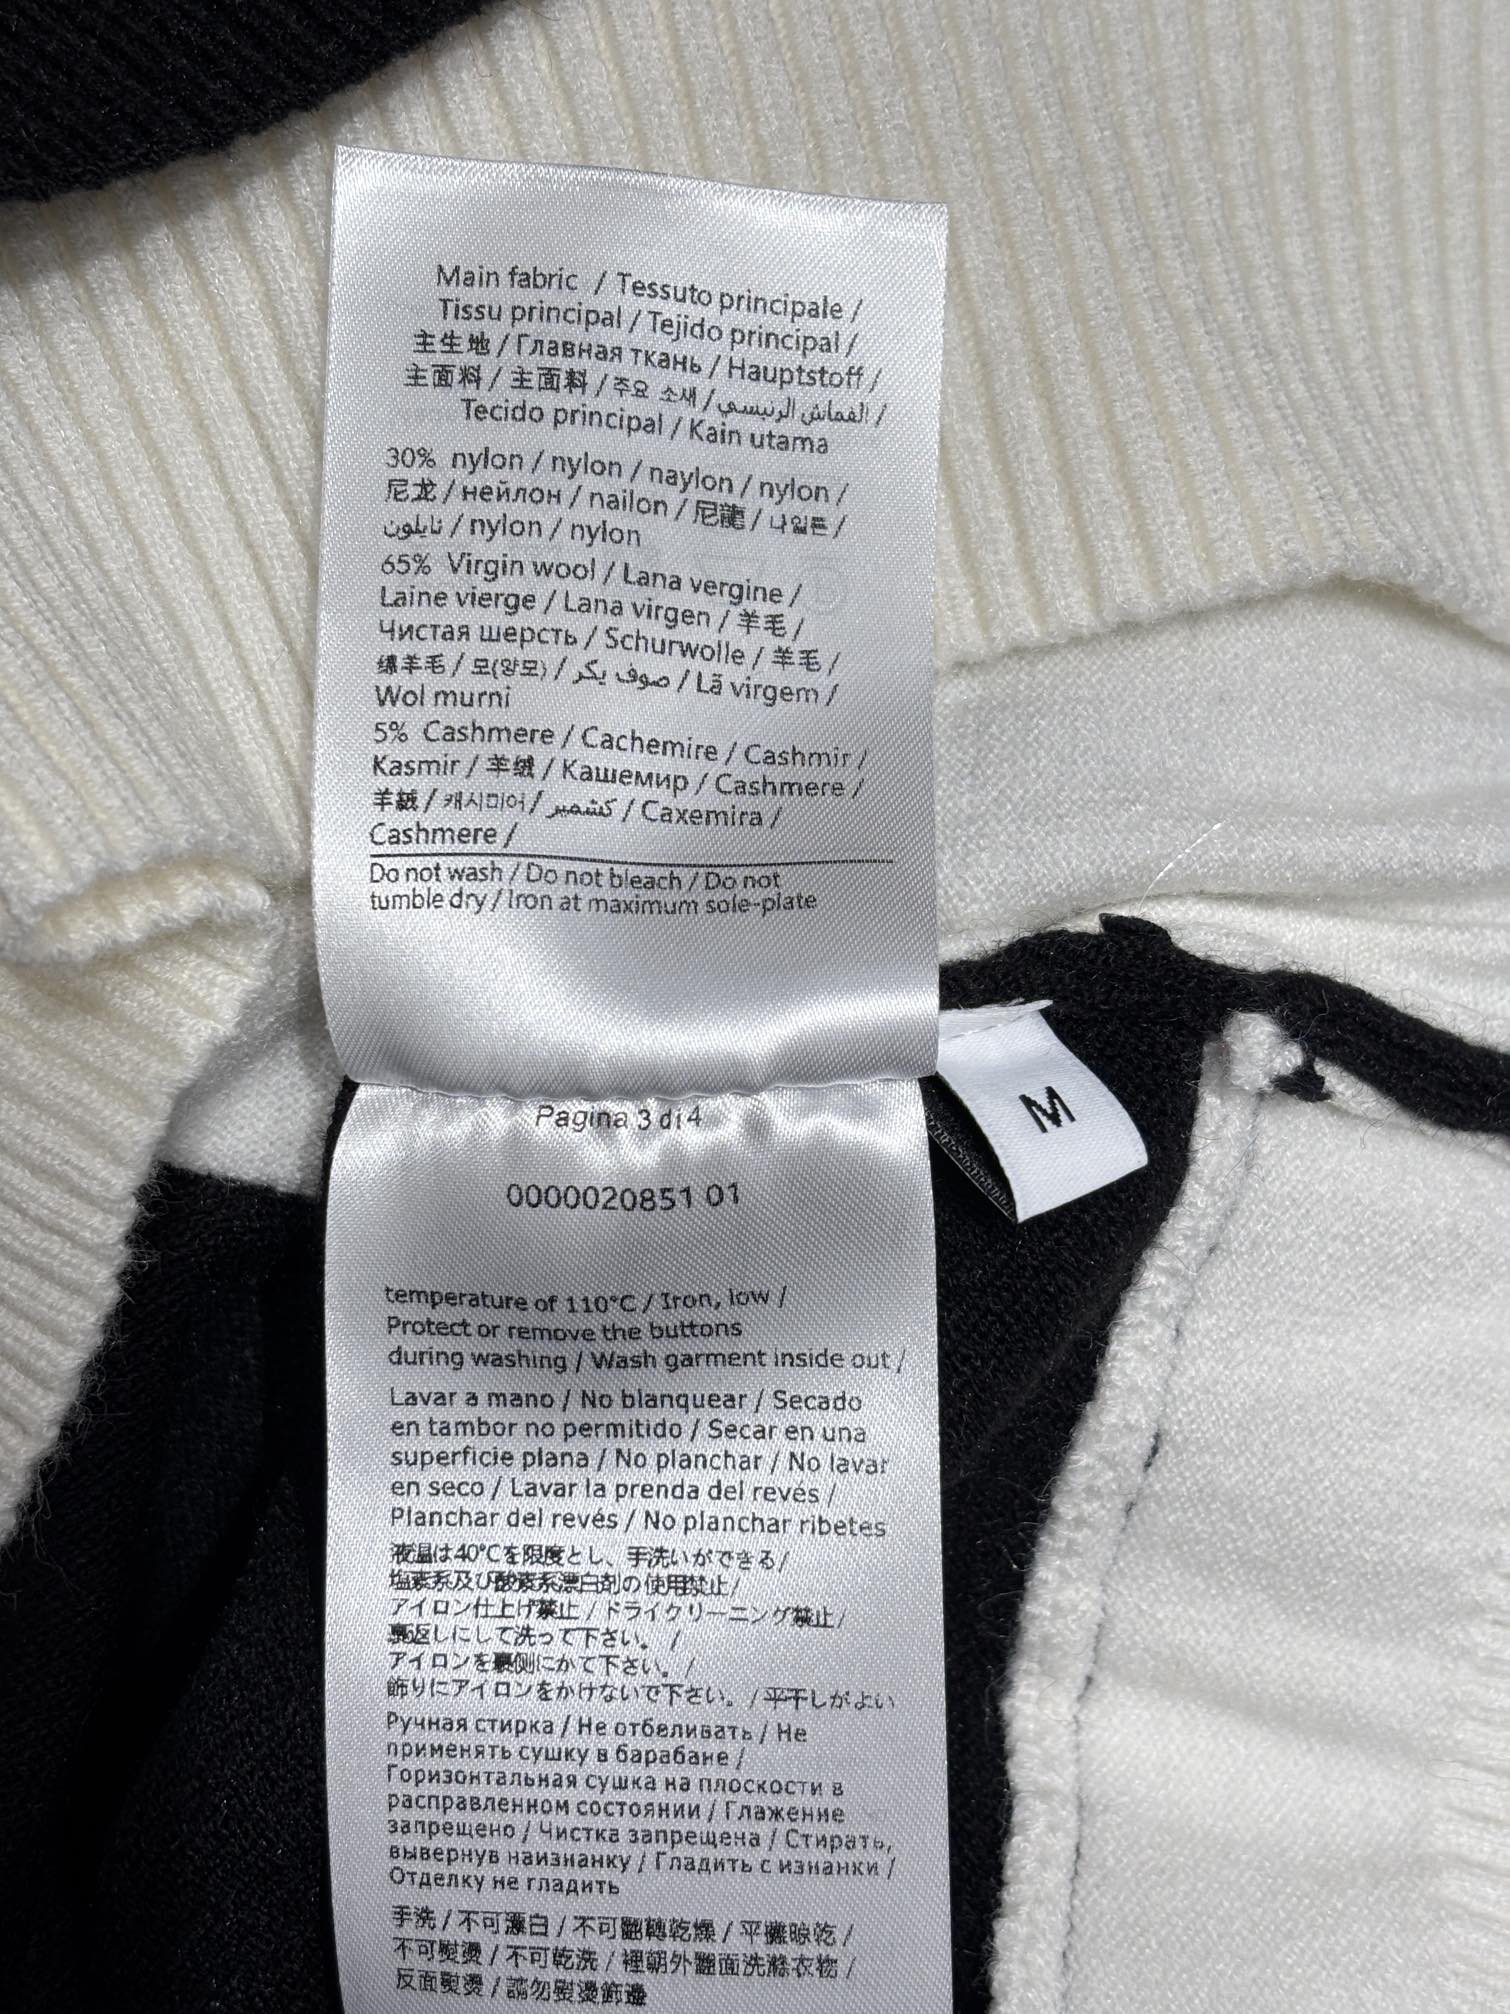 Main fabric / Tessuto principale /
Tissu principal / Tejido principal /
主生地 / Главная ткань / Hauptstoff /
主面料 / 主面料 / 주요 소새 / القماش الرئيسي /
Tecido principal / Kain utama
30% nylon / nylon / naylon / nylon /
尼龙 / нейлон / nailon / 尼龍 / 나일론 /
نايلون / nylon / nylon
65% Virgin wool / Lana vergine /
Laine vierge / Lana virgen / 羊毛 /
Чистая шерсть / Schurwolle / 羊毛 /
羊毛 / 모(양모) / صوف بكر / Lã virgem /
Wol murni
5% Cashmere / Cachemire / Cashmir /
Kasmir / 羊绒 / Кашемир / Cashmere /
羊絨 / 캐시미어 / كشمير / Caxemira /
Cashmere /
Do not wash / Do not bleach / Do not
tumble dry / Iron at maximum sole-plate
Pagina 3 di 4
0000020851 01
M
temperature of 110°C / Iron, low /
Protect or remove the buttons
during washing / Wash garment inside out /
Lavar a mano / No blanquear / Secado
en tambor no permitido / Secar en una
superficie plana / No planchar / No lavar
en seco / Lavar la prenda del revés /
Planchar del revés / No planchar ribetes
液温は40℃を限度とし、手洗いができる/
塩素系及び酸素系漂白剤の使用禁止/
アイロン仕上げ禁止 / ドライクリーニング禁止/
裏返しにして洗って下さい。 /
アイロンを裏側にかて下さい。 /
飾りにアイロンをかけないで下さい。/ 平干しがよい
Ручная стирка / Не отбеливать / Не
применять сушку в барабане /
Горизонтальная сушка на плоскости в
расправленном состоянии / Глажение
запрещено / Чистка запрещена / Стирать,
вывернув наизнанку / Гладить с изнанки /
Отделку не гладить
手洗 / 不可漂白 / 不可翻轉乾燥 / 平攤晾乾 /
不可熨燙 / 不可乾洗 / 裡朝外翻面洗滌衣物 /
反面熨燙 / 請勿熨燙飾邊